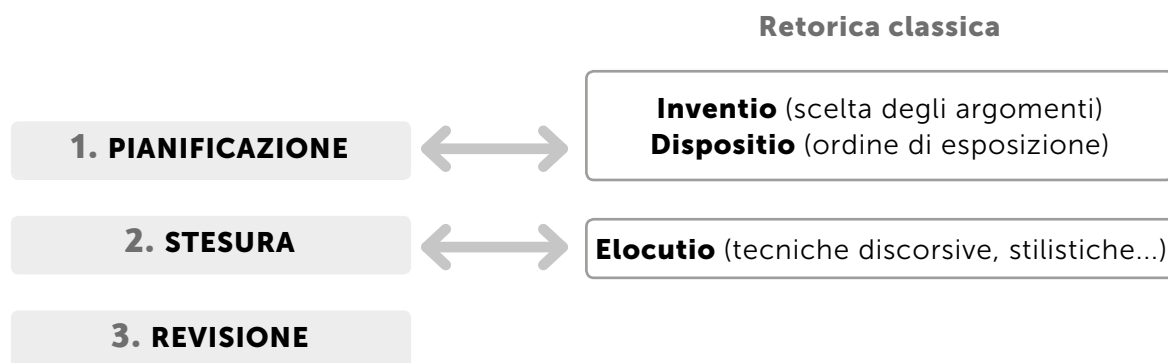 Retorica classica
Inventio (scelta degli argomenti)
1. PIANIFICAZIONE
Dispositio (ordine di esposizione)
2. STESURA
Elocutio (tecniche discorsive, stilistiche...)
3. REVISIONE